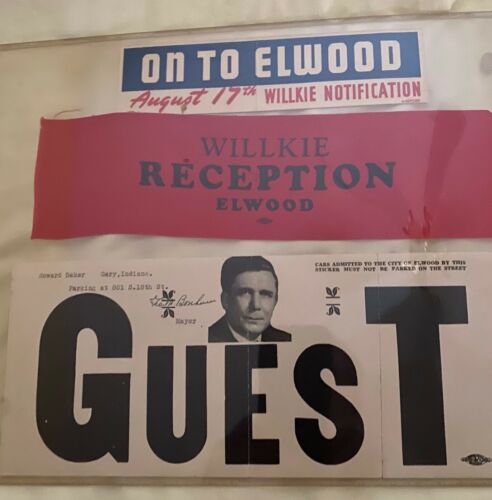 ON TO ELWOOD
August 17th WILLKIE NOTIFICATION
WILLKIE
RECEPTION
ELWOOD
Howard Baker Gary, Indiana.
Parking at 801 S.18th St.
Mayor
CARS ADMITTED TO THE CITY OF ELWOOD BY THIS
STICKER MUST NOT BE PARKED ON THE STREET
GUEST